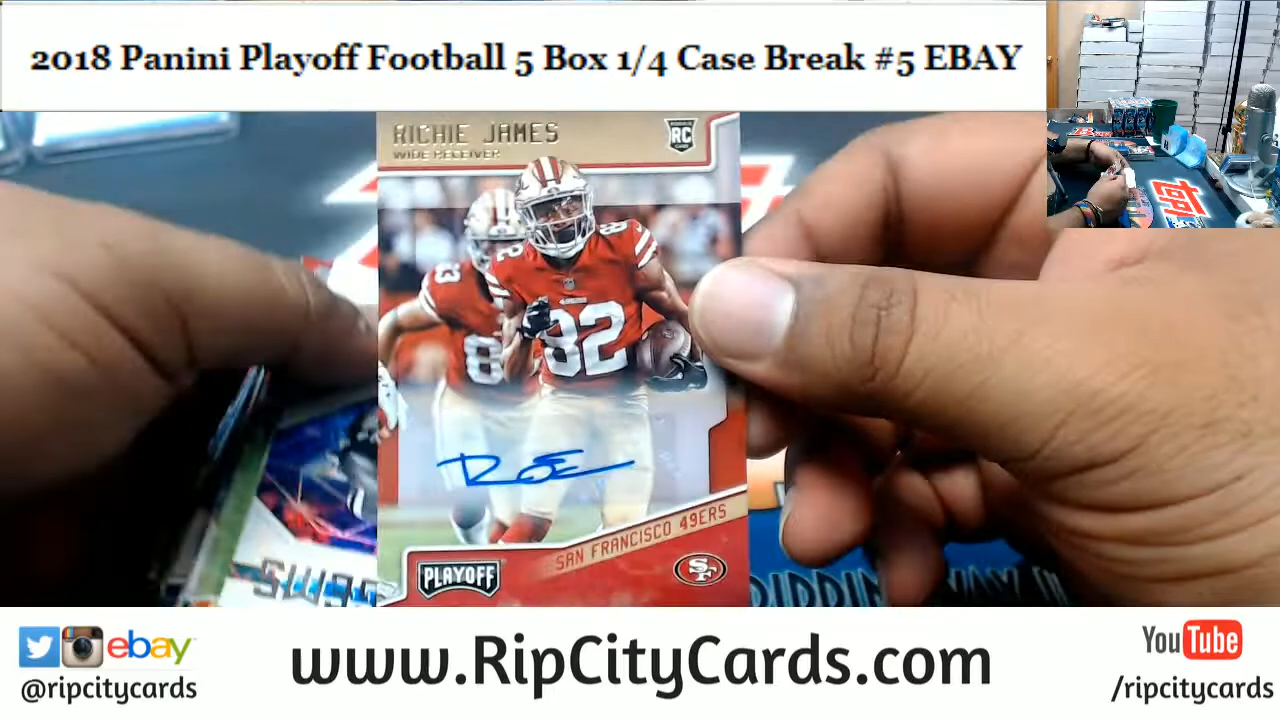 2018 Panini Playoff Football 5 Box 1/4 Case Break #5 EBAY
RICHIE JAMES
WIDE RECEIVER
RC
82
SAN FRANCISCO 49ERS
SF
PLAYOFF
ebay
@ripcitycards
www.RipCityCards.com
YouTube
/ripcitycards